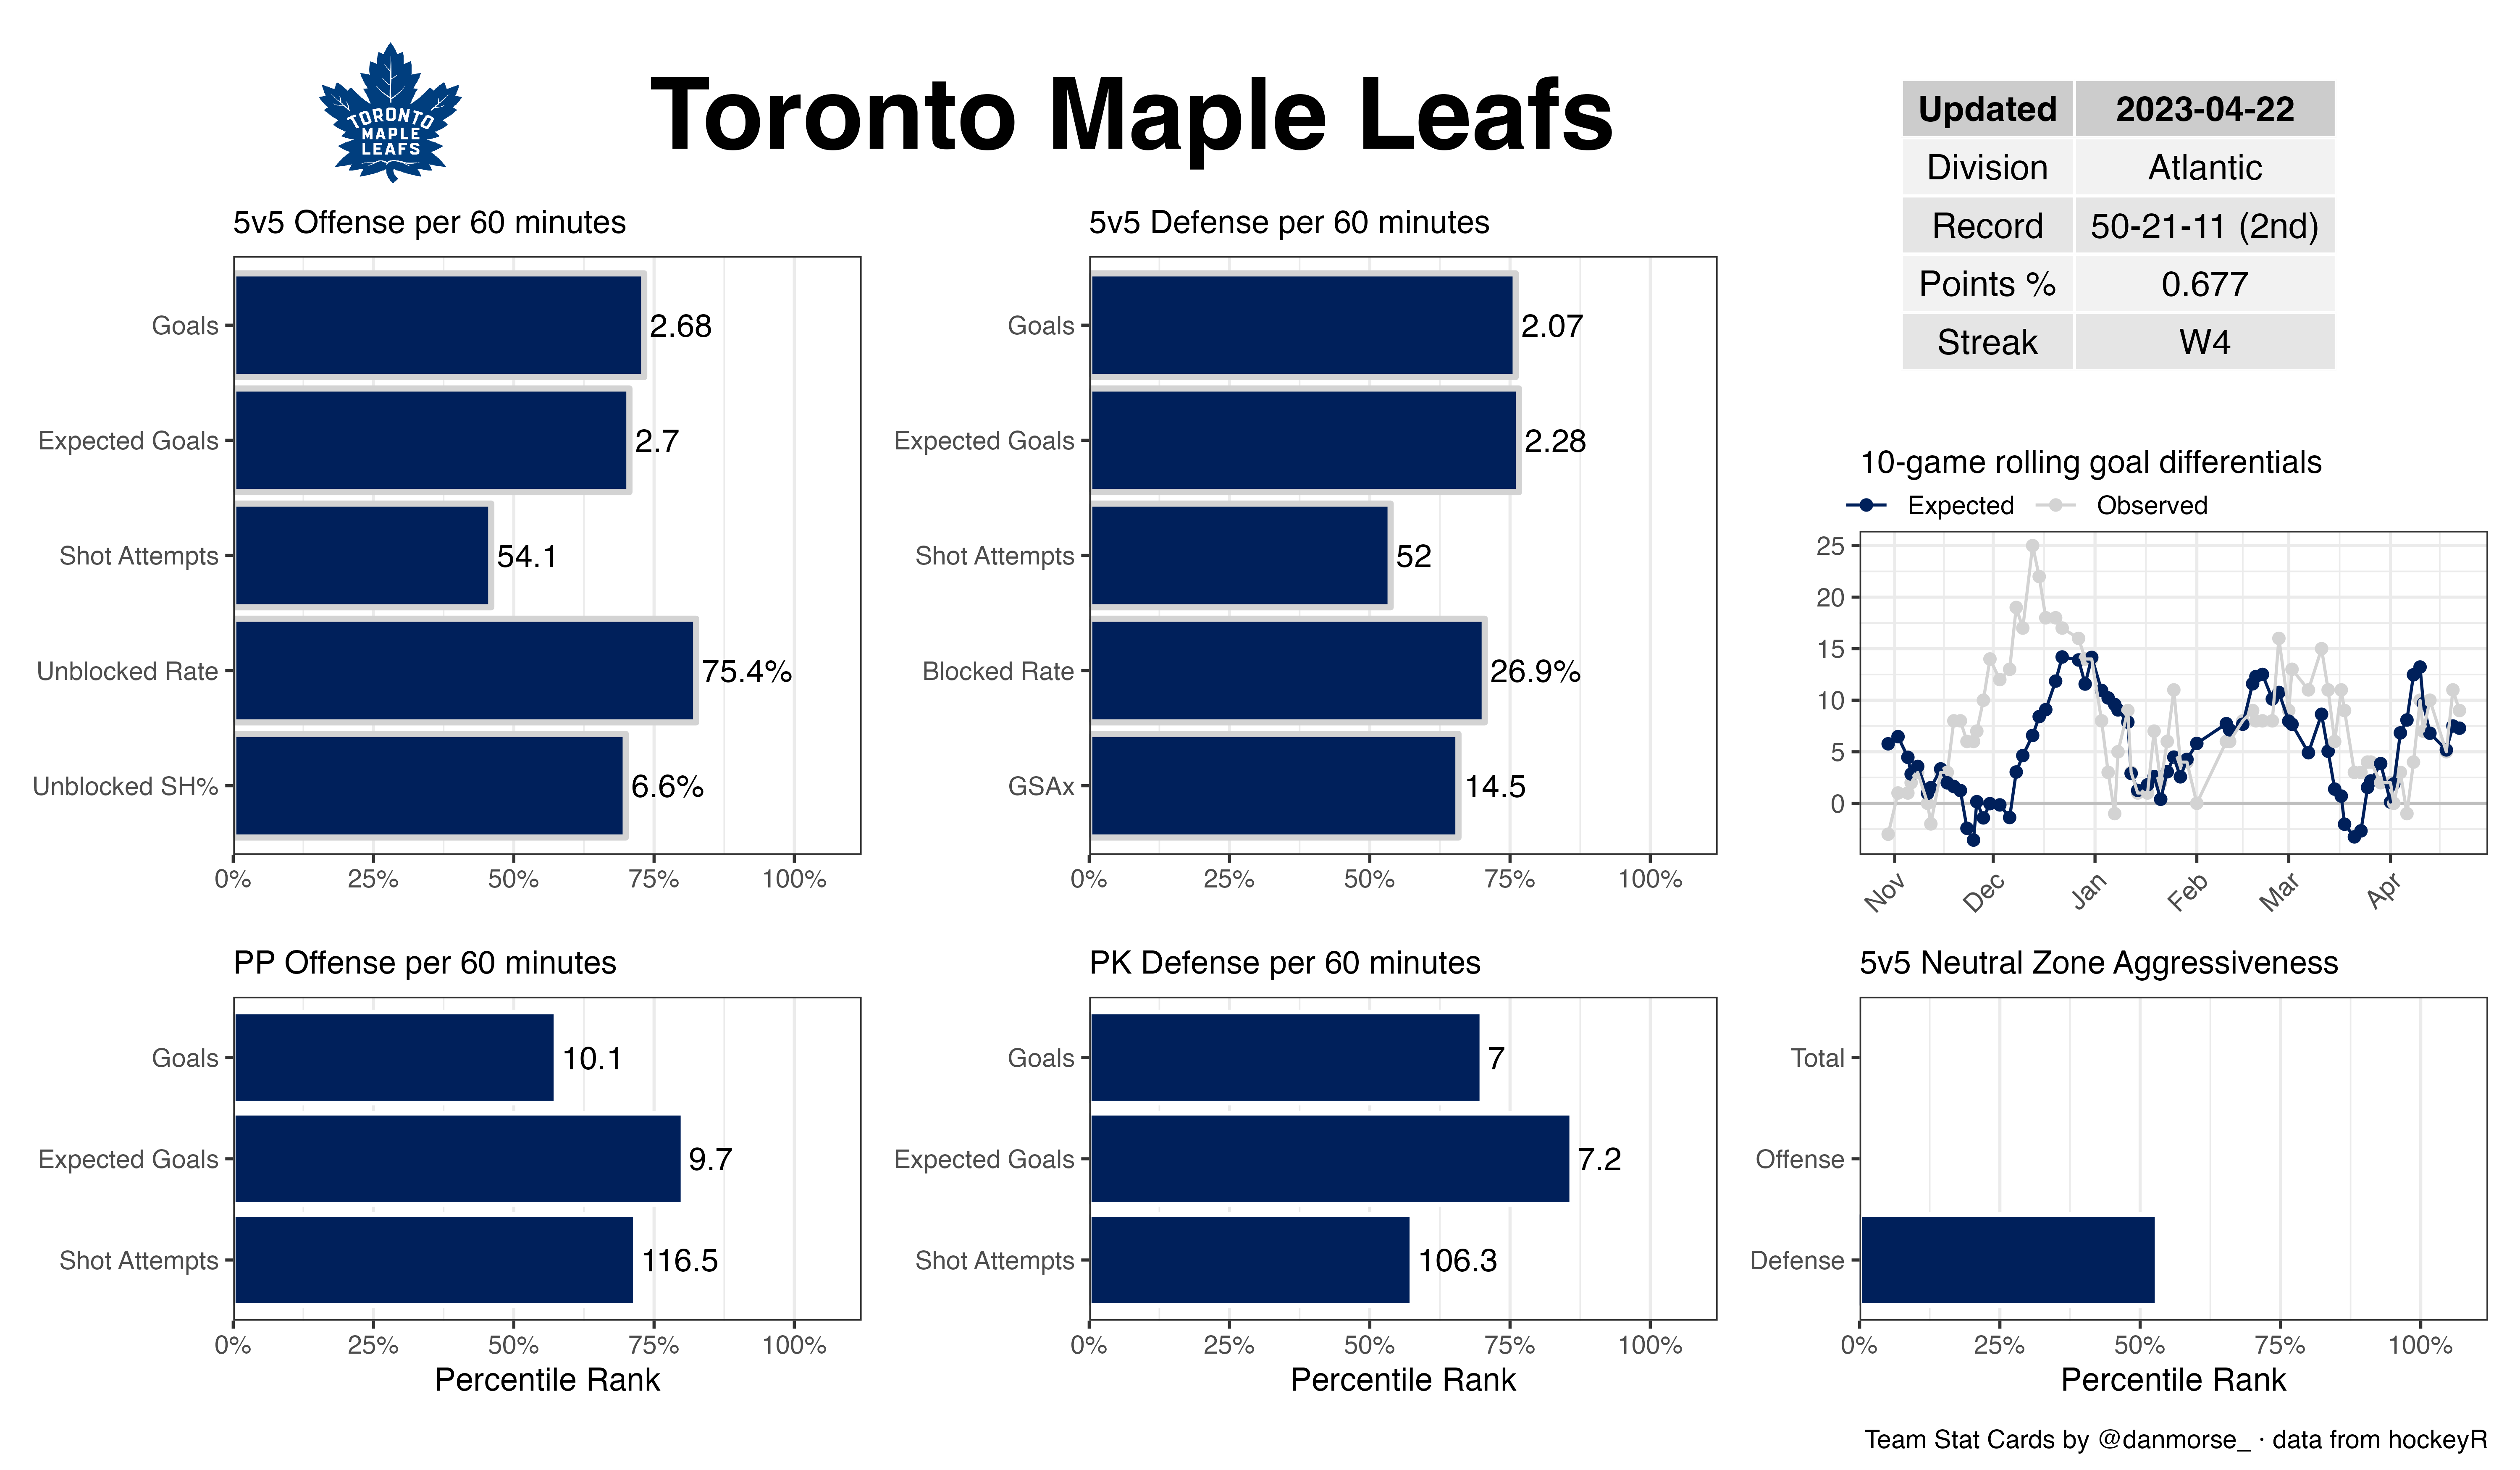 TORONTO
MAPLE
LEAFS
Toronto Maple Leafs
Updated 2023-04-22
Division Atlantic
Record 50-21-11 (2nd)
Points % 0.677
Streak W4
5v5 Offense per 60 minutes
Goals 2.68
Expected Goals 2.7
Shot Attempts 54.1
Unblocked Rate 75.4%
Unblocked SH% 6.6%
0% 25% 50% 75% 100%
5v5 Defense per 60 minutes
Goals 2.07
Expected Goals 2.28
Shot Attempts 52
Blocked Rate 26.9%
GSAx 14.5
0% 25% 50% 75% 100%
10-game rolling goal differentials
Expected Observed
25
20
15
10
5
0
Nov Dec Jan Feb Mar Apr
PP Offense per 60 minutes
Goals 10.1
Expected Goals 9.7
Shot Attempts 116.5
0% 25% 50% 75% 100%
Percentile Rank
PK Defense per 60 minutes
Goals 7
Expected Goals 7.2
Shot Attempts 106.3
0% 25% 50% 75% 100%
Percentile Rank
5v5 Neutral Zone Aggressiveness
Total
Offense
Defense
0% 25% 50% 75% 100%
Percentile Rank
Team Stat Cards by @danmorse_ · data from hockeyR